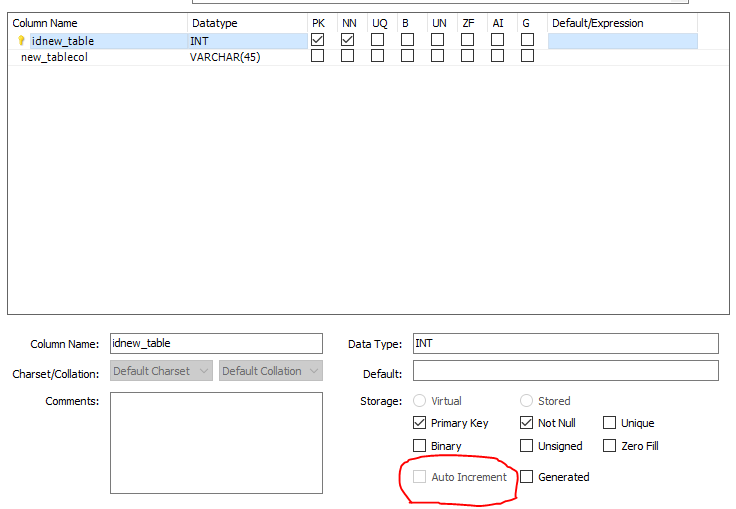 Column Name Datatype PK NN UQ B UN ZF AI G Default/Expression
idnew_table INT
new_tablecol VARCHAR(45)
Column Name: idnew_table Data Type: INT
Charset/Collation: Default Charset Default Collation Default:
Comments: Storage: Virtual Stored
Primary Key Not Null Unique
Binary Unsigned Zero Fill
Auto Increment Generated